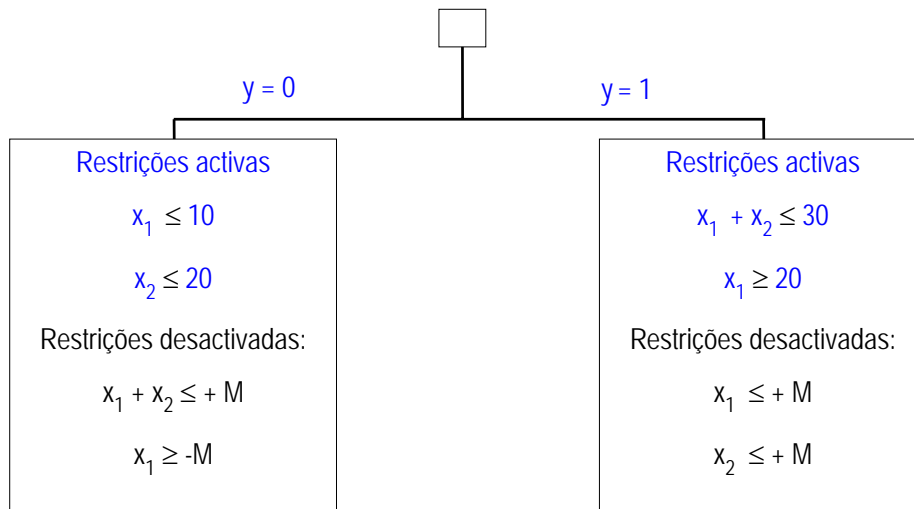 y = 0
y = 1
Restrições activas
x₁ ≤ 10
x₂ ≤ 20
Restrições desactivadas:
x₁ + x₂ ≤ + M
x₁ ≥ -M
Restrições activas
x₁ + x₂ ≤ 30
x₁ ≥ 20
Restrições desactivadas:
x₁ ≤ + M
x₂ ≤ + M